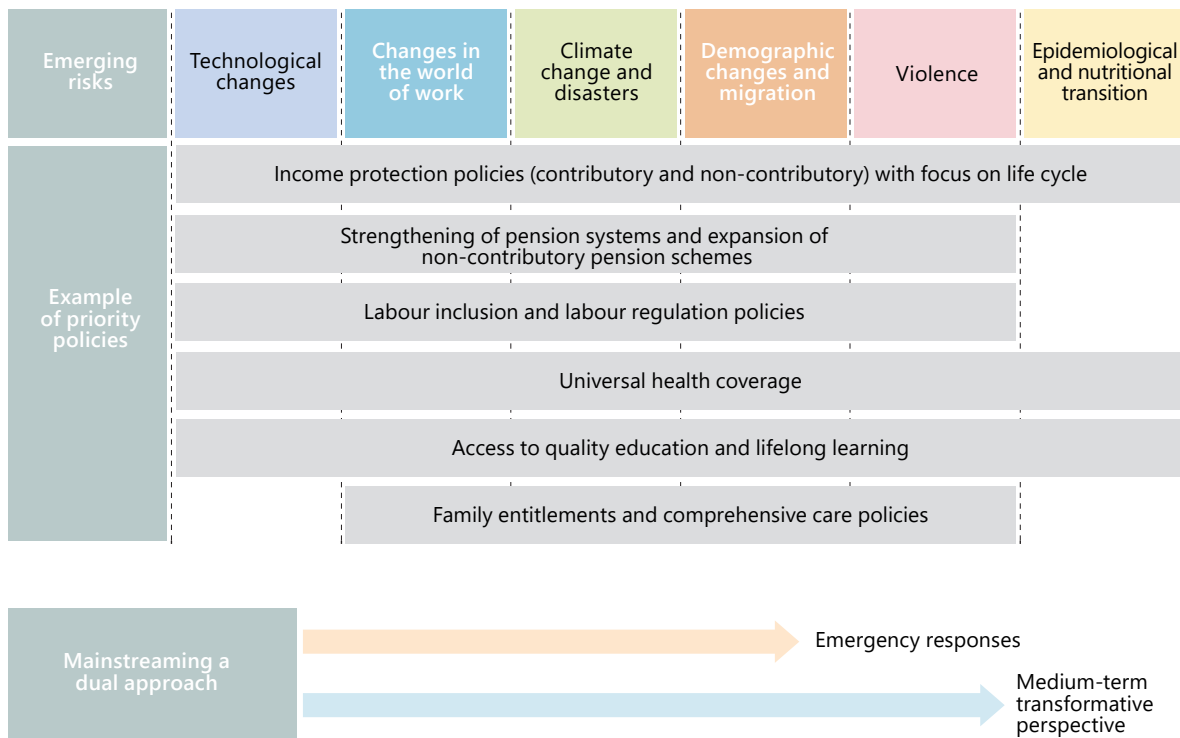 Emerging
risks
Technological
changes
Changes in
the world
of work
Climate
change and
disasters
Demographic
changes and
migration
Violence
Epidemiological
and nutritional
transition
Example
of priority
policies
Income protection policies (contributory and non-contributory) with focus on life cycle
Strengthening of pension systems and expansion of
non-contributory pension schemes
Labour inclusion and labour regulation policies
Universal health coverage
Access to quality education and lifelong learning
Family entitlements and comprehensive care policies
Mainstreaming a
dual approach
Emergency responses
Medium-term
transformative
perspective